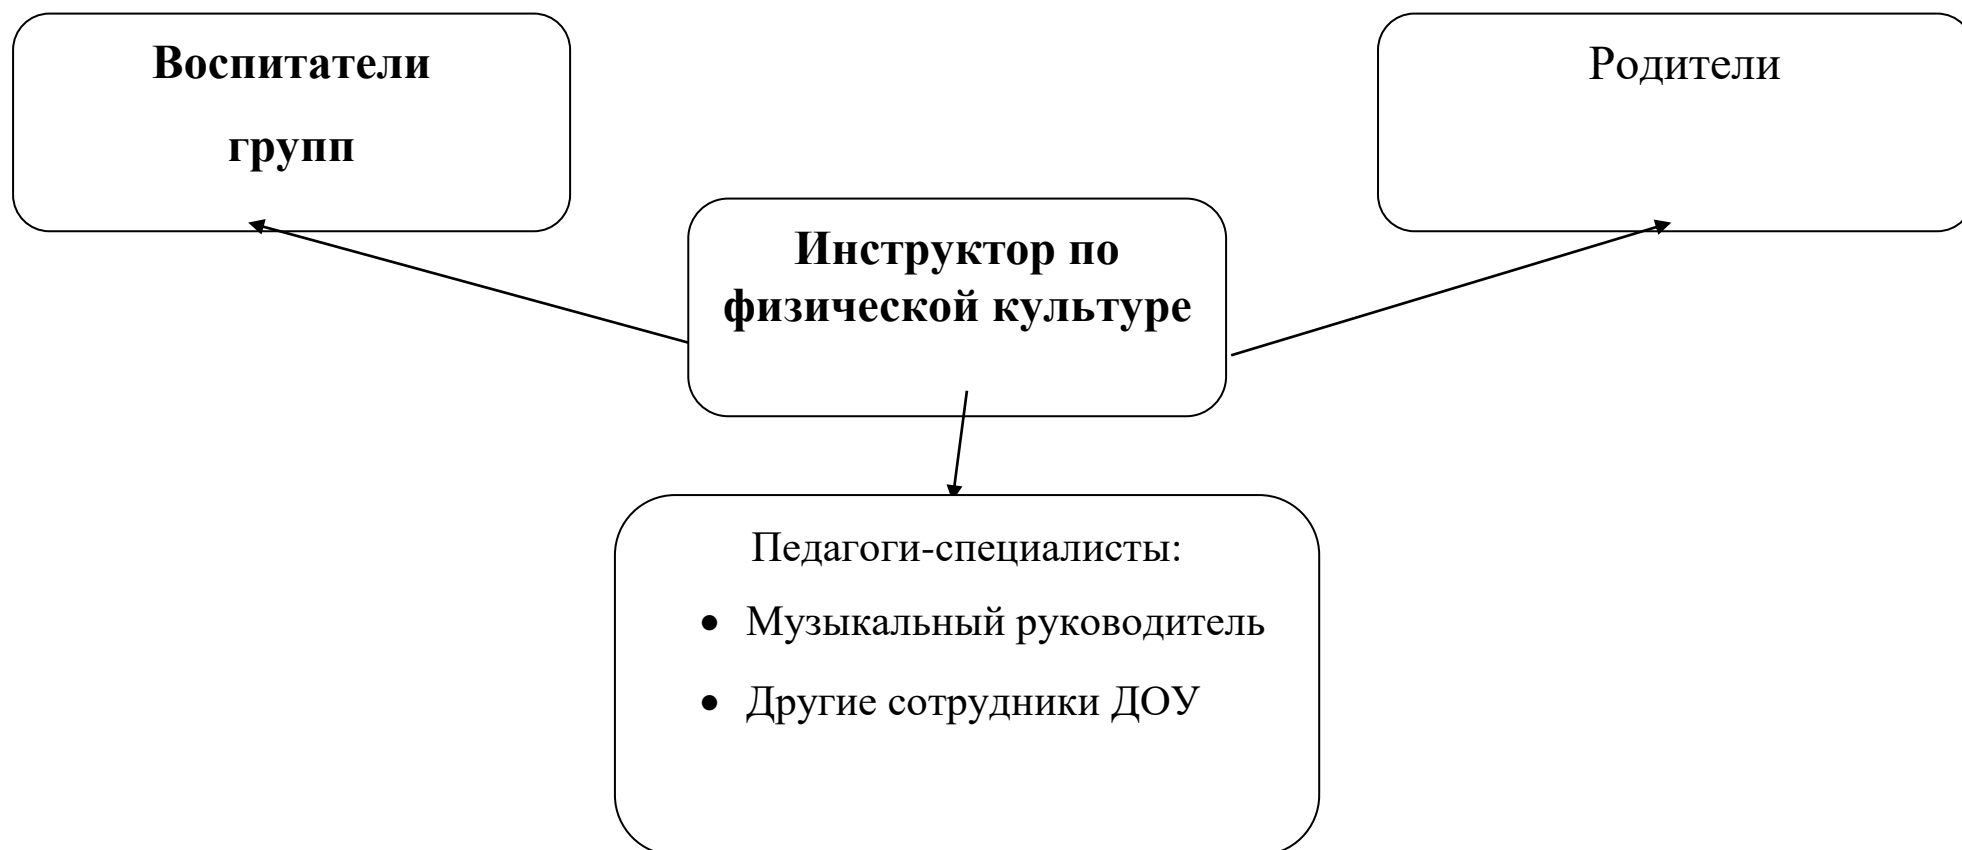 Воспитатели
групп
Родители
Инструктор по
физической культуре
Педагоги-специалисты:
• Музыкальный руководитель
• Другие сотрудники ДОУ